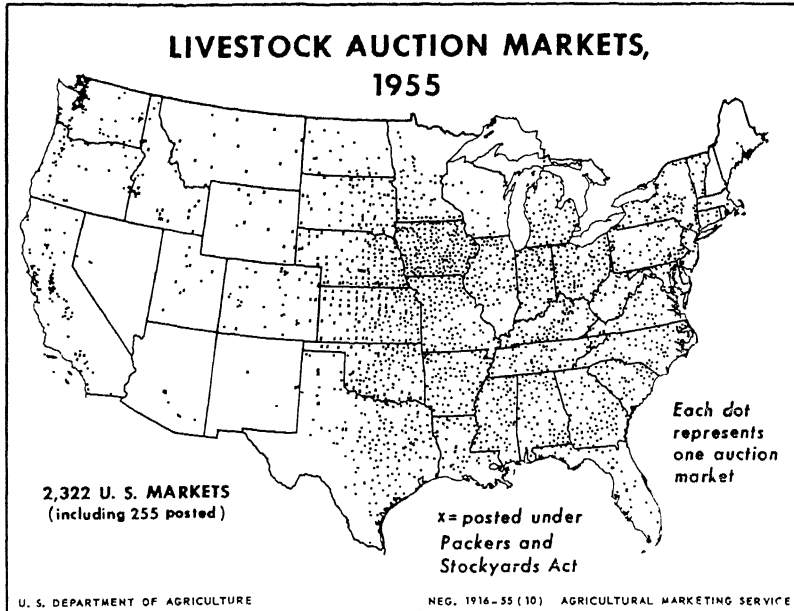 LIVESTOCK AUCTION MARKETS,
1955
Each dot
represents
one auction
market
2,322 U. S. MARKETS
(including 255 posted)
x= posted under
Packers and
Stockyards Act
U. S. DEPARTMENT OF AGRICULTURE
NEG. 1916-55 (10) AGRICULTURAL MARKETING SERVICE